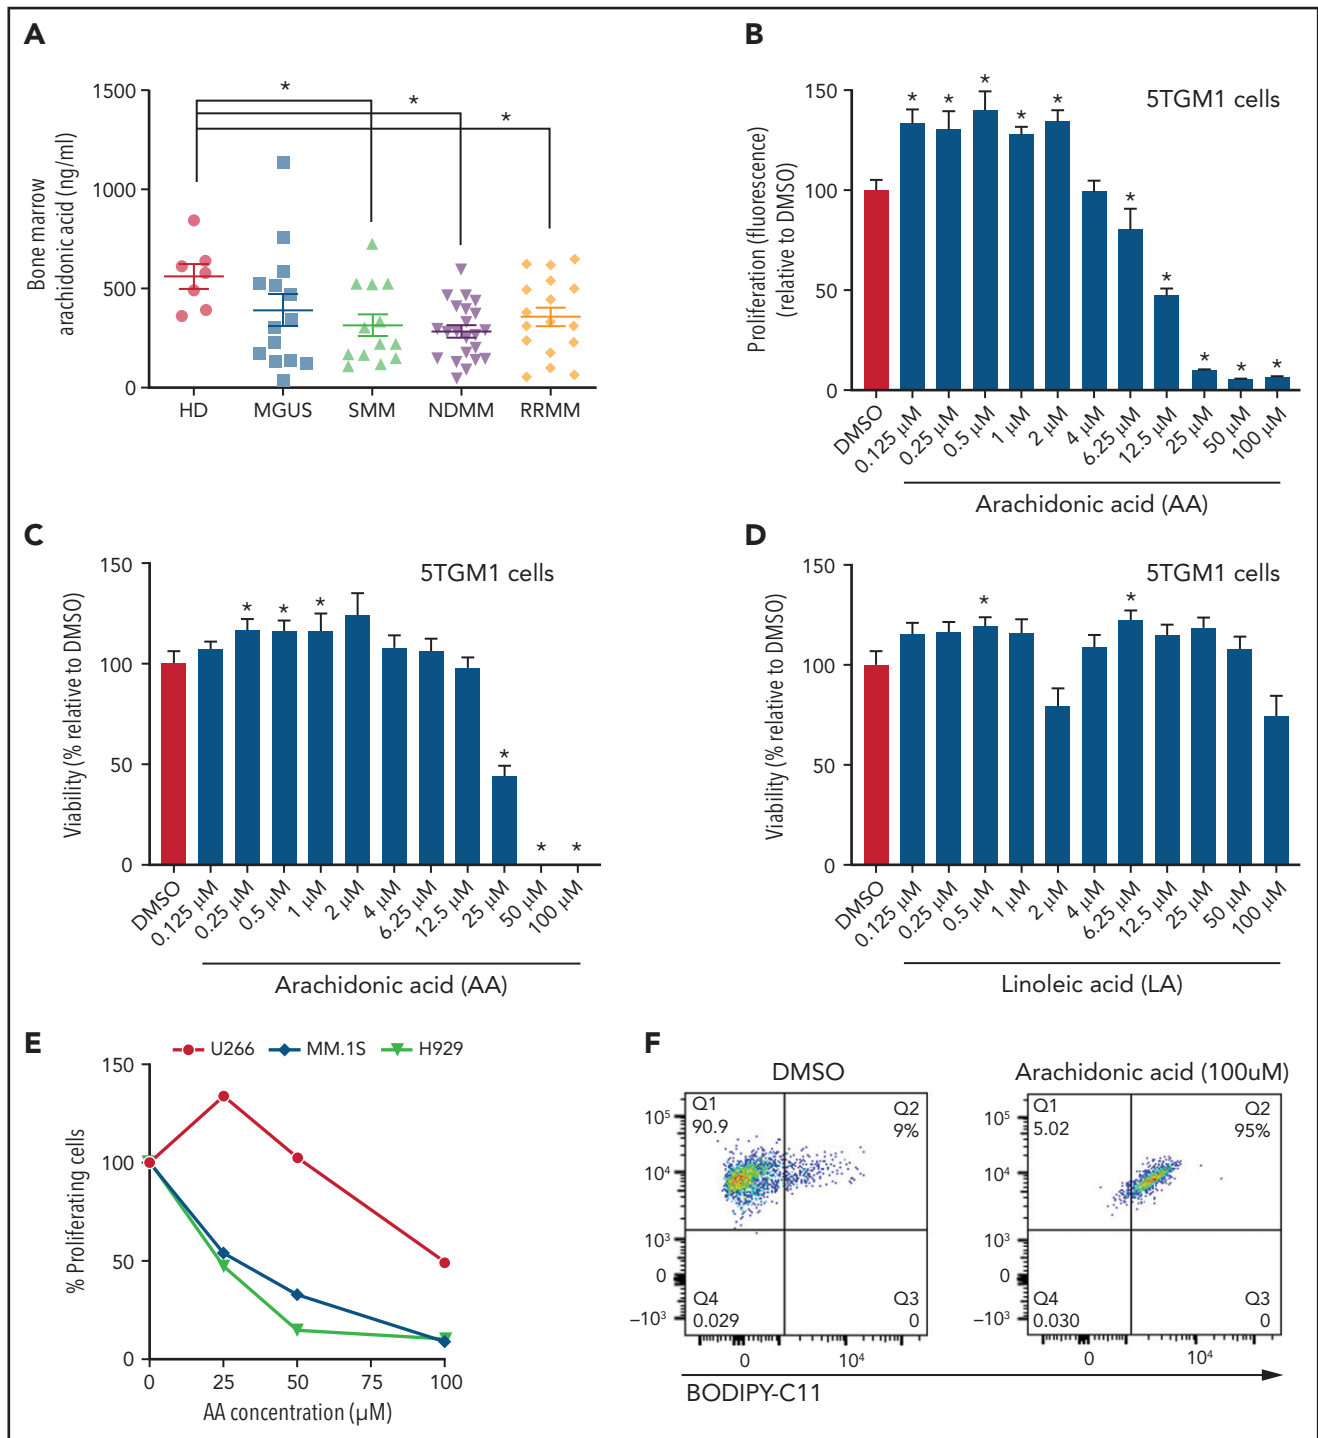 A
Bone marrow
arachidonic acid (ng/ml)
1500
1000
500
0
*
*
*
HD MGUS SMM NDMM RRMM
B
5TGM1 cells
Proliferation (fluorescence)
(relative to DMSO)
150
100
50
0
* * * * * * * * * *
DMSO 0.125 µM 0.25 µM 0.5 µM 1 µM 2 µM 4 µM 6.25 µM 12.5 µM 25 µM 50 µM 100 µM
Arachidonic acid (AA)
C
5TGM1 cells
Viability (% relative to DMSO)
150
100
50
0
* * * * * *
DMSO 0.125 µM 0.25 µM 0.5 µM 1 µM 2 µM 4 µM 6.25 µM 12.5 µM 25 µM 50 µM 100 µM
Arachidonic acid (AA)
D
5TGM1 cells
Viability (% relative to DMSO)
150
100
50
0
* *
DMSO 0.125 µM 0.25 µM 0.5 µM 1 µM 2 µM 4 µM 6.25 µM 12.5 µM 25 µM 50 µM 100 µM
Linoleic acid (LA)
E
U266 MM.1S H929
% Proliferating cells
150
100
50
0
0 25 50 75 100
AA concentration (µM)
F
DMSO
Q1
90.9
Q2
9%
Q4
0.029
Q3
0
10⁵
10⁴
10³
0
−10³
0 10⁴
Arachidonic acid (100uM)
Q1
5.02
Q2
95%
Q4
0.030
Q3
0
10⁵
10⁴
10³
0
−10³
0 10⁴
BODIPY-C11